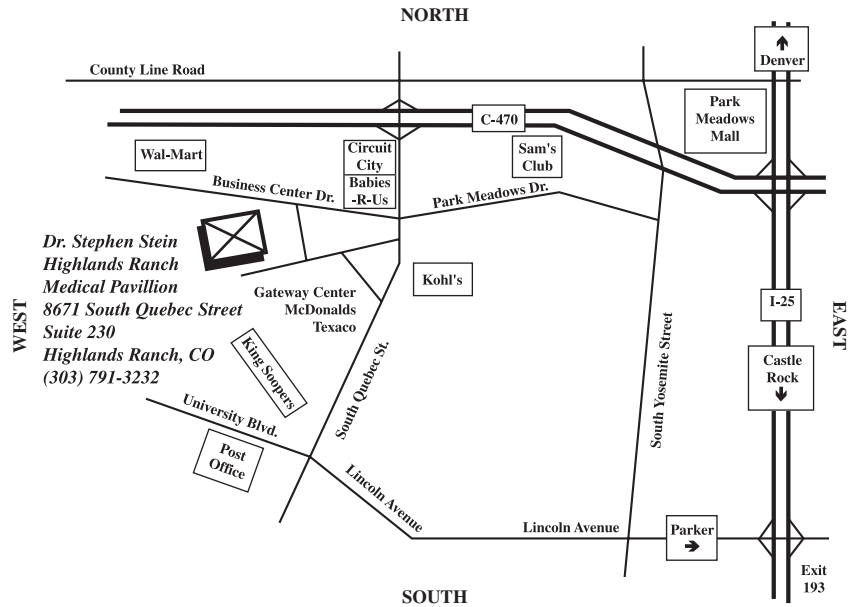 NORTH
Denver
County Line Road
Park
Meadows
Mall
C-470
Wal-Mart
Circuit
City
Babies
-R-Us
Sam's
Club
Business Center Dr.
Park Meadows Dr.
Dr. Stephen Stein
Highlands Ranch
Medical Pavillion
8671 South Quebec Street
Suite 230
Highlands Ranch, CO
(303) 791-3232
Kohl's
Gateway Center
McDonalds
Texaco
I-25
WEST
EAST
King Soopers
South Quebec St.
South Yosemite Street
Castle
Rock
University Blvd.
Post
Office
Lincoln Avenue
Lincoln Avenue
Parker
Exit
193
SOUTH